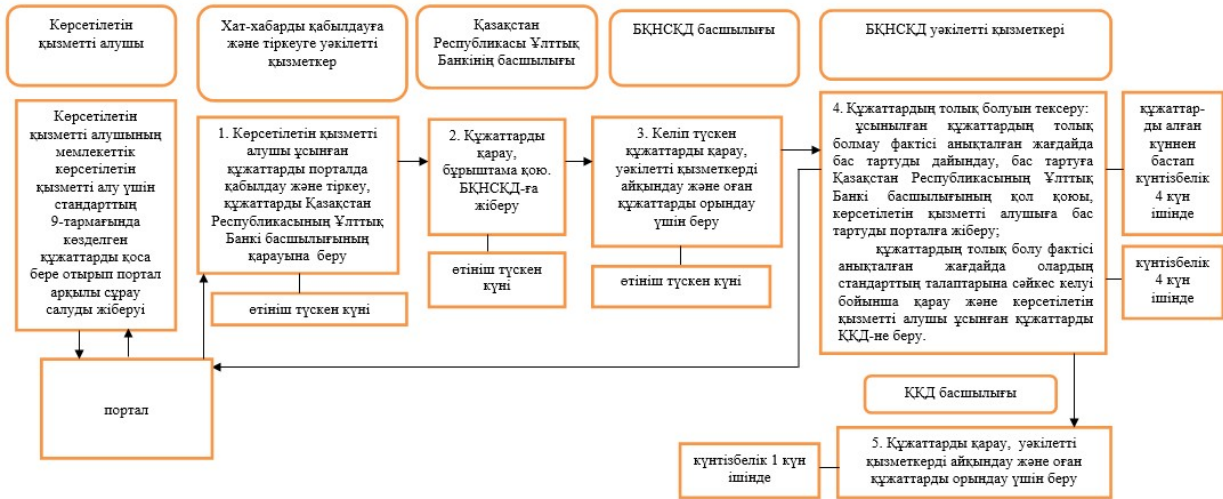 Көрсетілетін
қызметті алушы
Хат-хабарды қабылдауға
және тіркеуге уәкілетті
қызметкер
Қазақстан
Республикасы Ұлттық
Банкінің басшылығы
БҚНСҚД басшылығы
БҚНСҚД уәкілетті қызметкері
Көрсетілетін
қызметті алушының
мемлекеттік
көрсетілетін
қызметті алу үшін
стандарттың
9-тармағында
көзделген
құжаттарды қоса
бере отырып портал
арқылы сұрау
салуды жіберуі
1. Көрсетілетін қызметті
алушы ұсынған
құжаттарды порталда
қабылдау және тіркеу,
құжаттарды Қазақстан
Республикасының Ұлттық
Банкі басшылығының
қарауына беру
өтініш түскен күні
2. Құжаттарды
қарау,
бұрыштама қою.
БҚНСҚД-ға
жіберу
өтініш түскен
күні
3. Келіп түскен
құжаттарды қарау,
уәкілетті қызметкерді
айқындау және оған
құжаттарды орындау
үшін беру
өтініш түскен күні
4. Құжаттардың толық болуын тексеру:
ұсынылған құжаттардың толық
болмау фактісі анықталған жағдайда
бас тартуды дайындау, бас тартуға
Қазақстан Республикасының Ұлттық
Банкі басшылығының қол қоюы,
көрсетілетін қызметті алушыға бас
тартуды порталға жіберу;
құжаттардың толық болу фактісі
анықталған жағдайда олардың
стандарттың талаптарына сәйкес келуі
бойынша қарау және көрсетілетін
қызметті алушы ұсынған құжаттарды
ҚҚД-не беру.
құжаттар-
ды алған
күннен
бастап
күнтізбелік
4 күн
ішінде
күнтізбелік
4 күн
ішінде
портал
ҚҚД басшылығы
5. Құжаттарды қарау, уәкілетті
қызметкерді айқындау және оған
құжаттарды орындау үшін беру
күнтізбелік 1 күн
ішінде